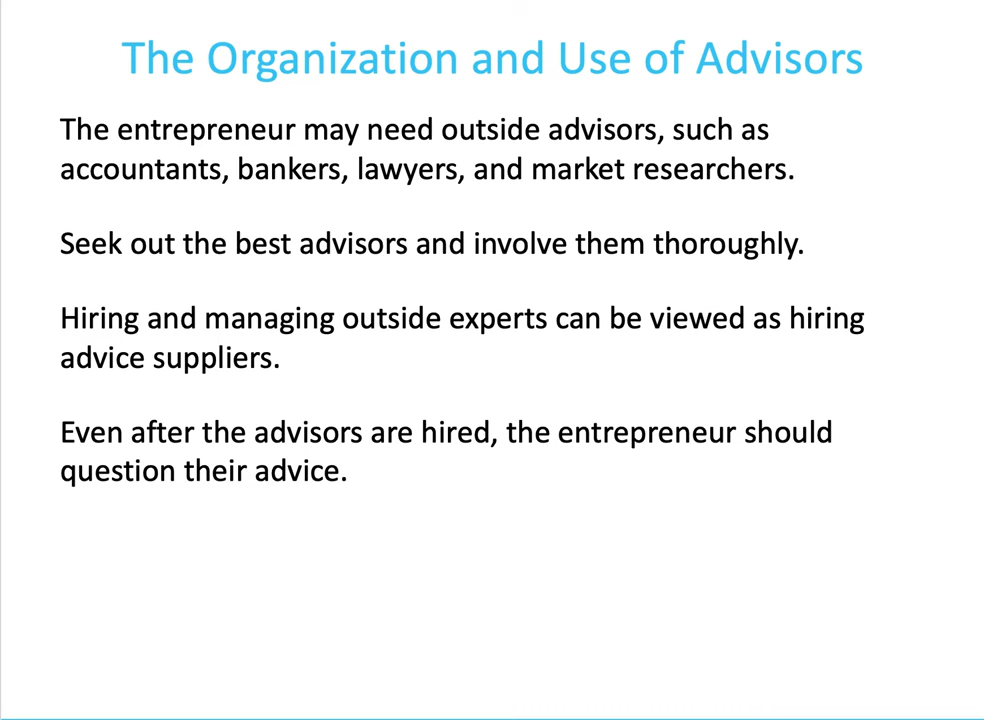 The Organization and Use of Advisors
The entrepreneur may need outside advisors, such as
accountants, bankers, lawyers, and market researchers.
Seek out the best advisors and involve them thoroughly.
Hiring and managing outside experts can be viewed as hiring
advice suppliers.
Even after the advisors are hired, the entrepreneur should
question their advice.